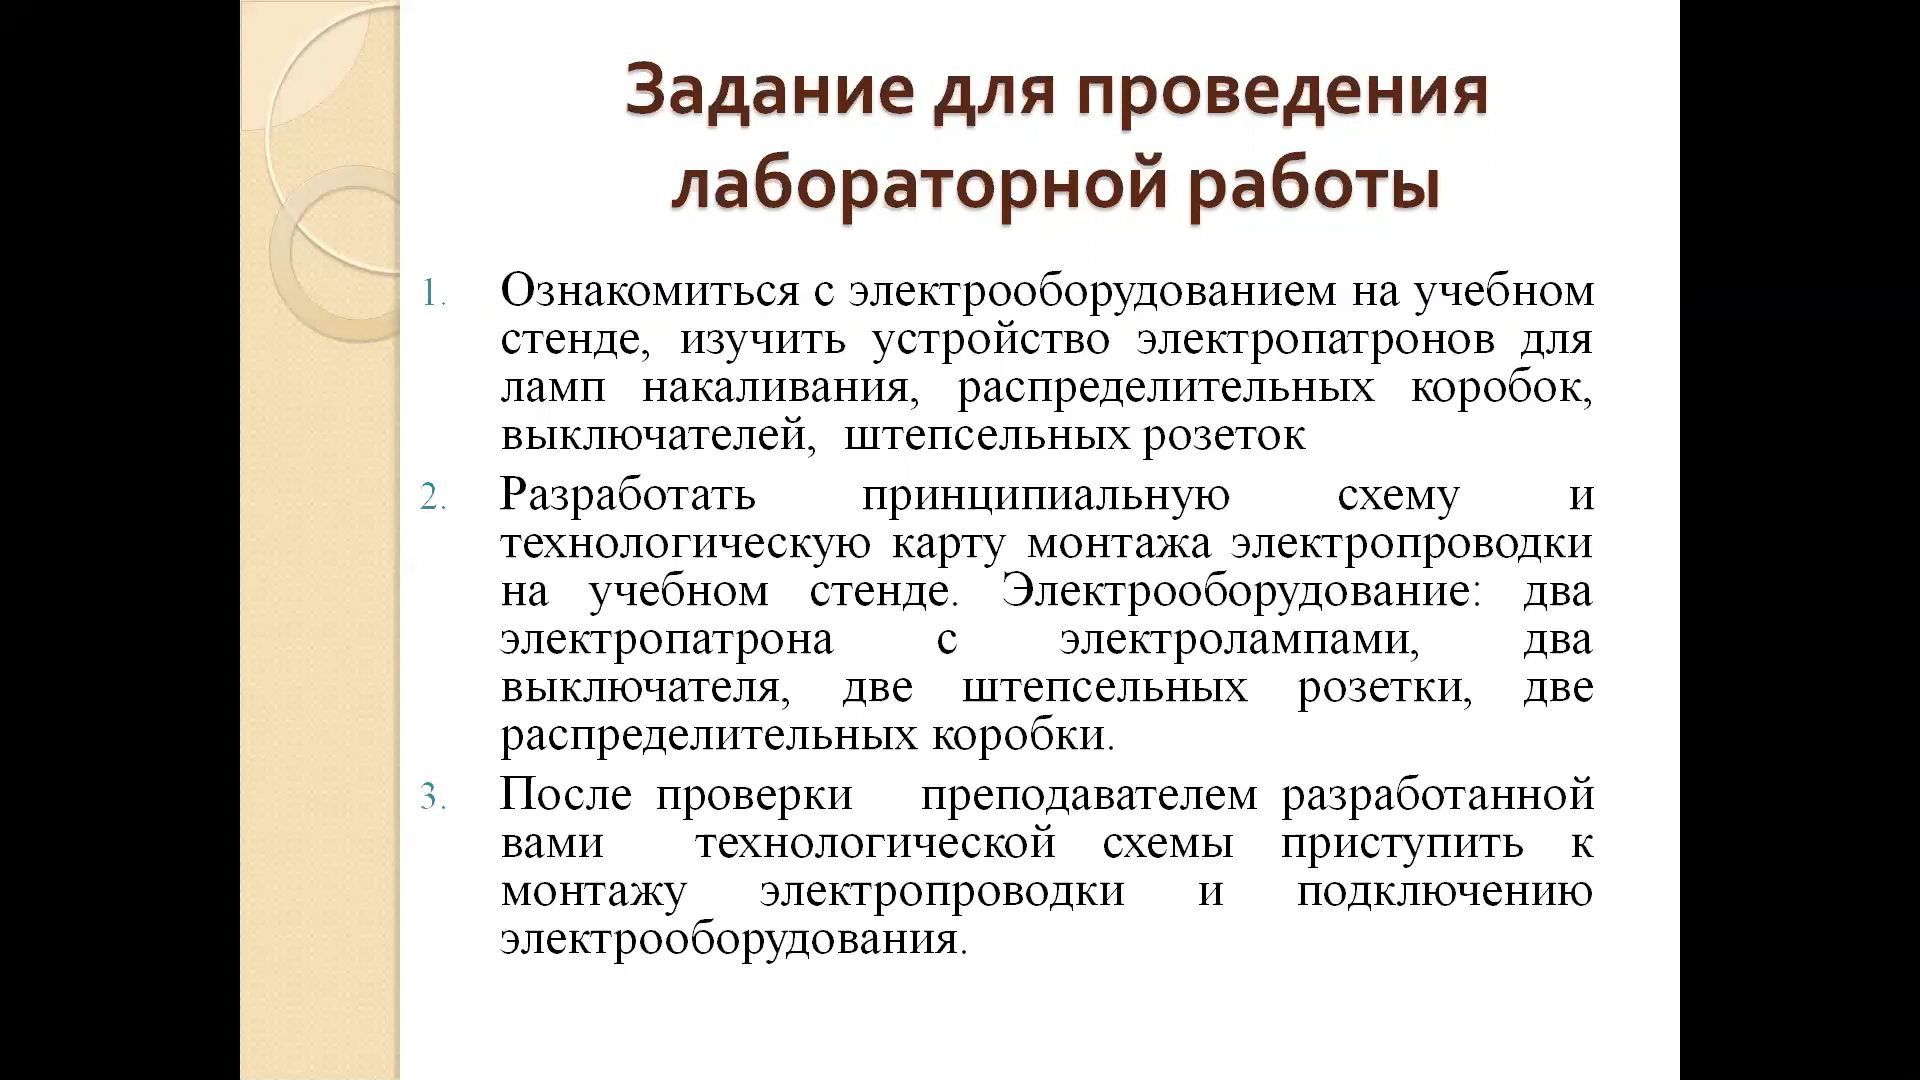 Задание для проведения
лабораторной работы
1. Ознакомиться с электрооборудованием на учебном
стенде, изучить устройство электропатронов для
ламп накаливания, распределительных коробок,
выключателей, штепсельных розеток
2. Разработать принципиальную схему и
технологическую карту монтажа электропроводки
на учебном стенде. Электрооборудование: два
электропатрона с электролампами, два
выключателя, две штепсельных розетки, две
распределительных коробки.
3. После проверки преподавателем разработанной
вами технологической схемы приступить к
монтажу электропроводки и подключению
электрооборудования.